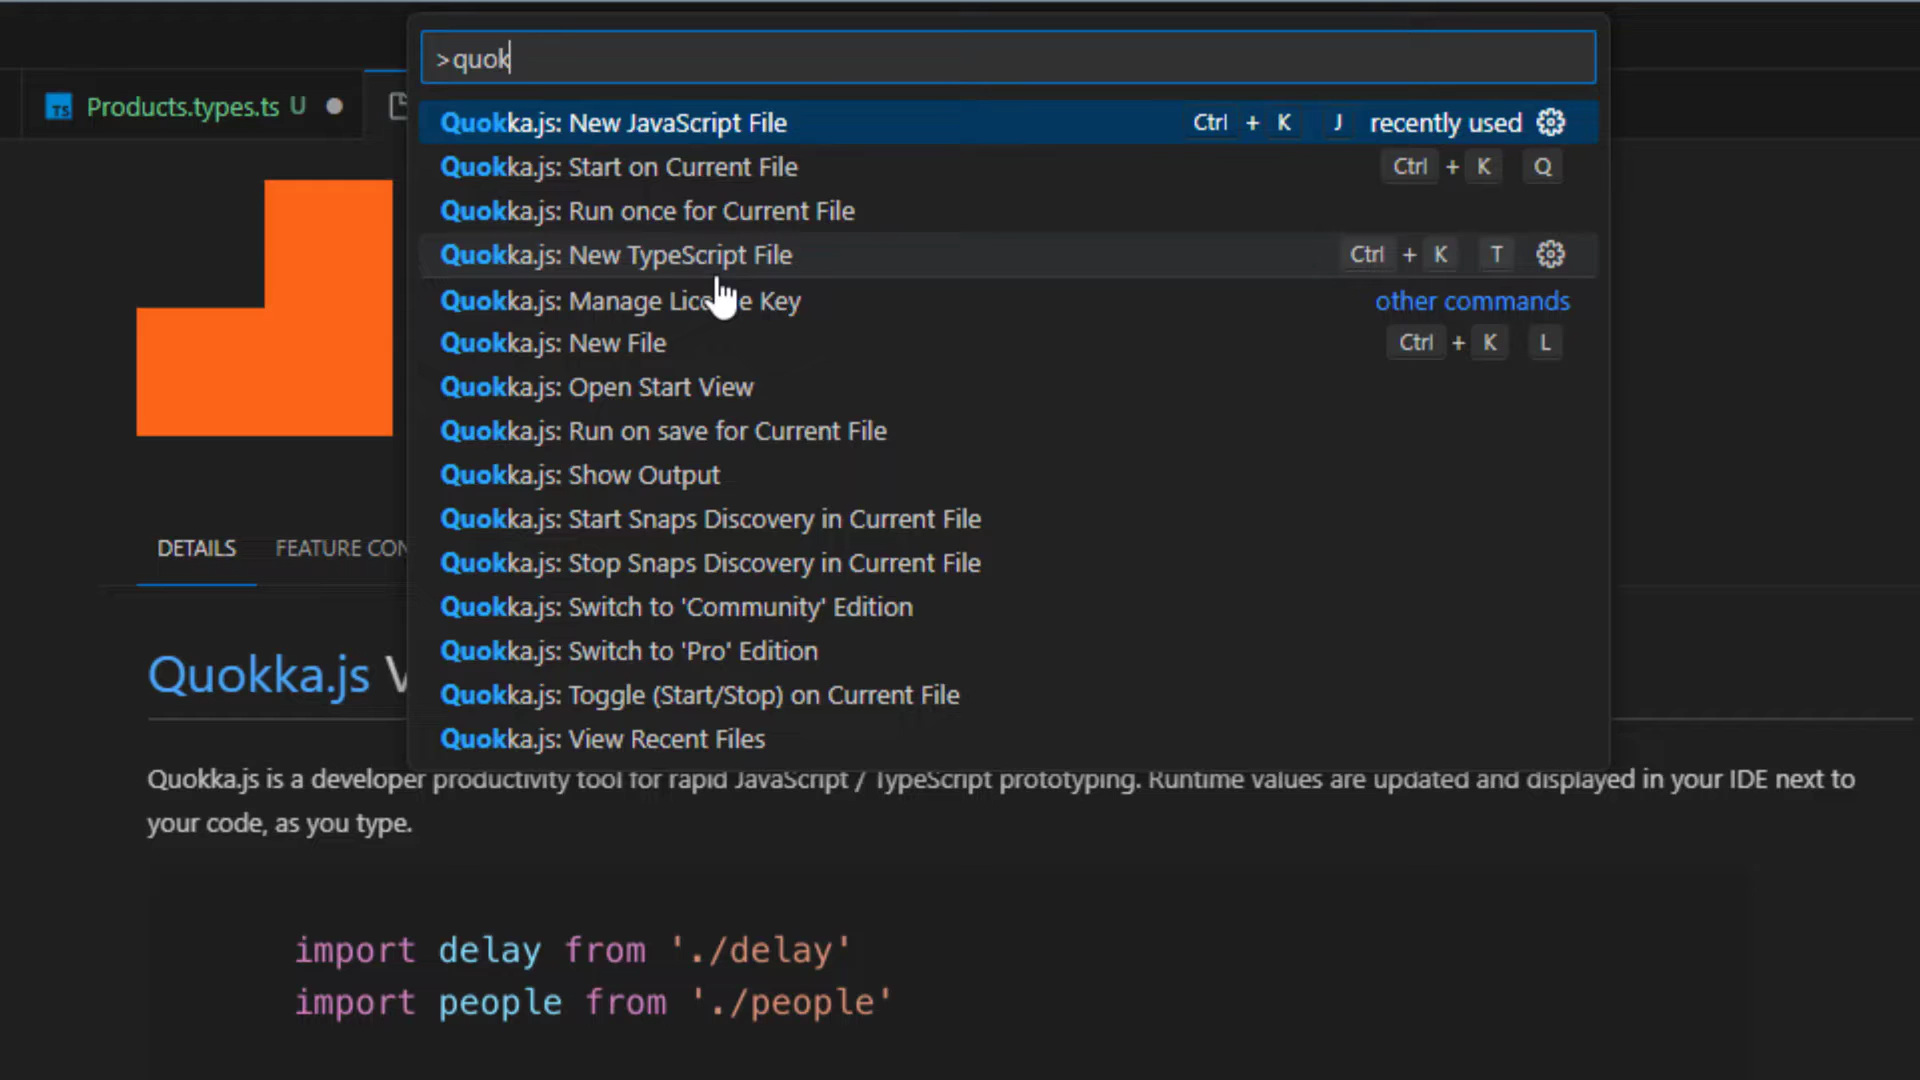 >quok
TS Products.types.ts U
Quokka.js: New JavaScript File Ctrl + K J recently used
Quokka.js: Start on Current File Ctrl + K Q
Quokka.js: Run once for Current File
Quokka.js: New TypeScript File Ctrl + K T
Quokka.js: Manage Lic e Key other commands
Quokka.js: New File Ctrl + K L
Quokka.js: Open Start View
Quokka.js: Run on save for Current File
Quokka.js: Show Output
Quokka.js: Start Snaps Discovery in Current File
DETAILS FEATURE CON
Quokka.js: Stop Snaps Discovery in Current File
Quokka.js: Switch to 'Community' Edition
Quokka.js: Switch to 'Pro' Edition
Quokka.js V
Quokka.js: Toggle (Start/Stop) on Current File
Quokka.js: View Recent Files
Quokka.js is a developer productivity tool for rapid JavaScript / TypeScript prototyping. Runtime values are updated and displayed in your IDE next to
your code, as you type.
import delay from './delay'
import people from './people'